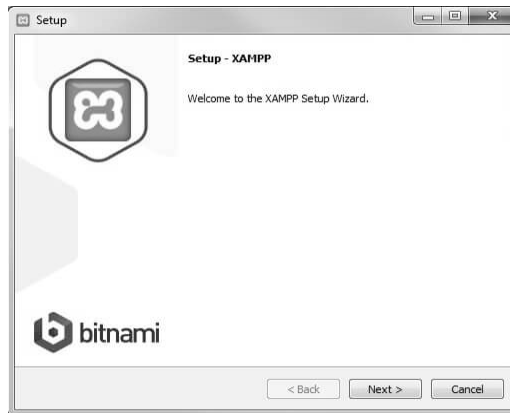 Setup
Setup - XAMPP
Welcome to the XAMPP Setup Wizard.
bitnami
< Back
Next >
Cancel